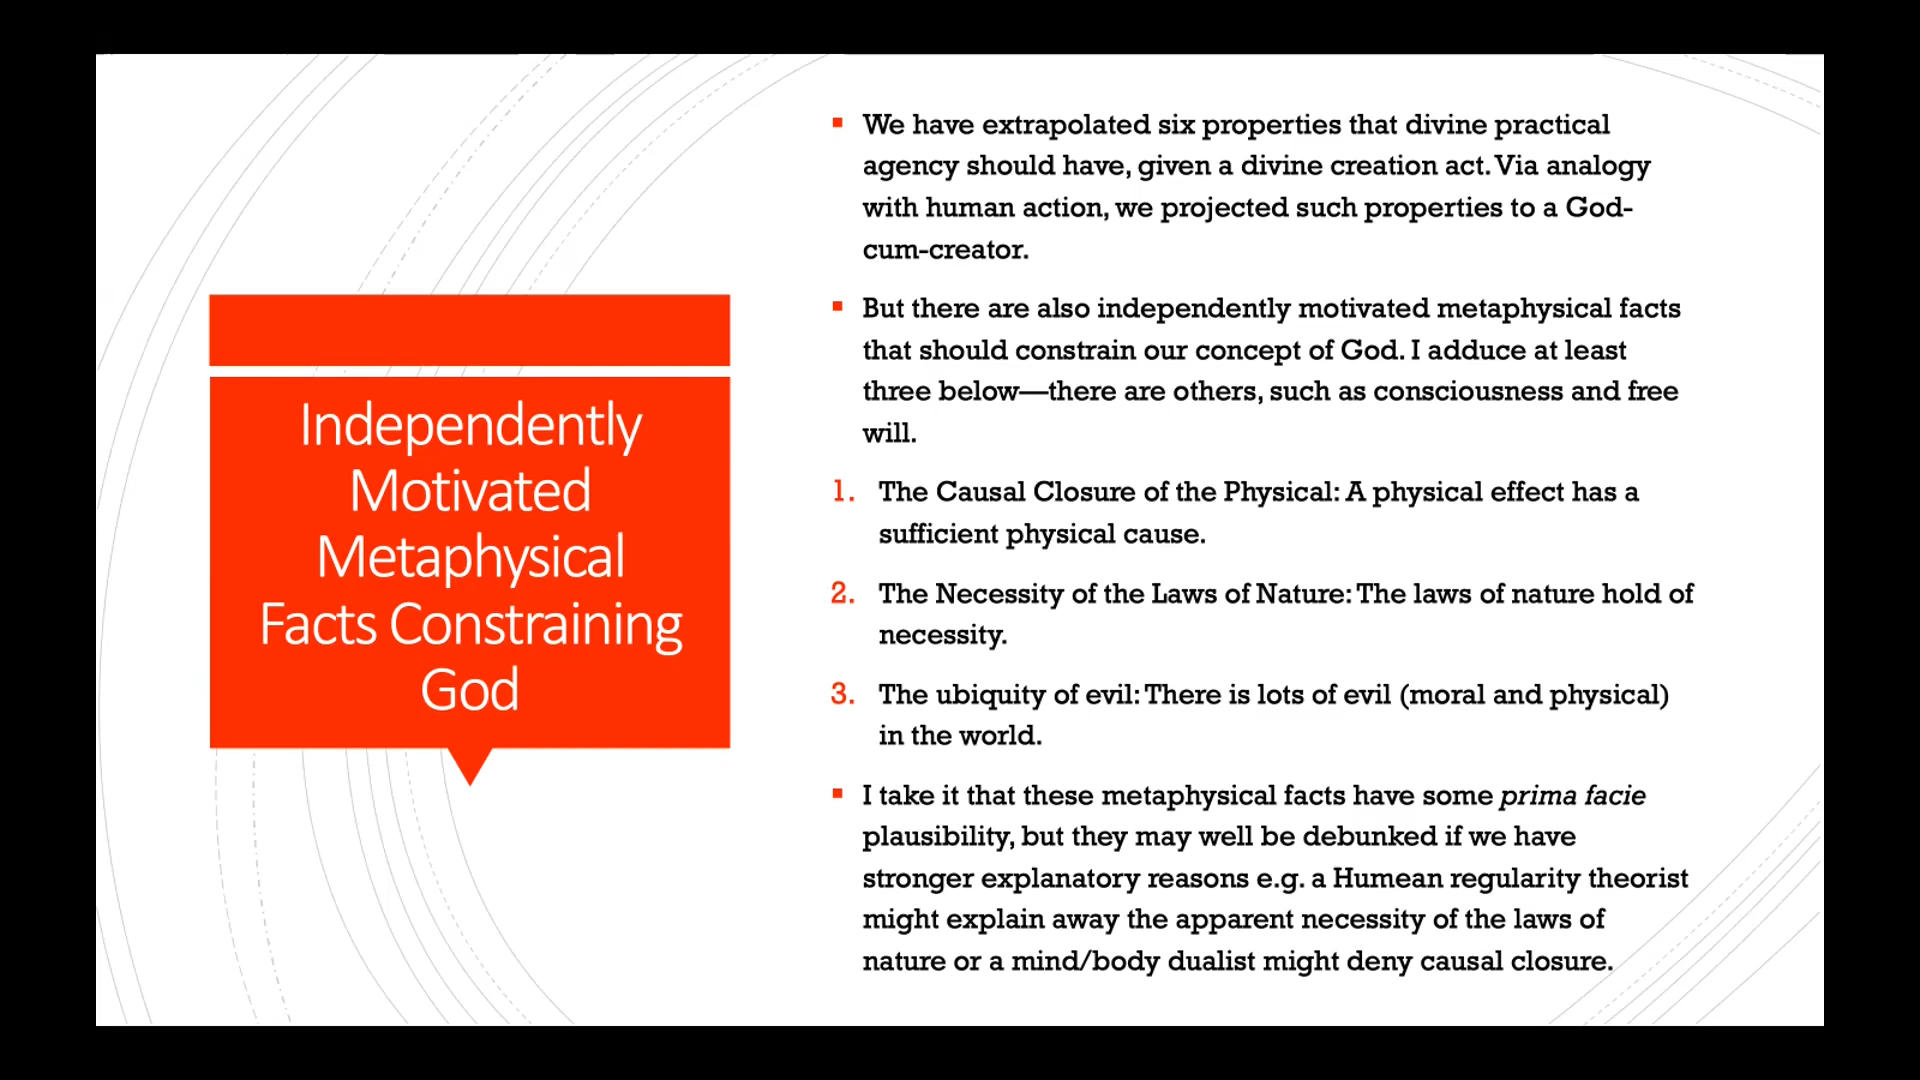 Independently
Motivated
Metaphysical
Facts Constraining
God
▪ We have extrapolated six properties that divine practical
agency should have, given a divine creation act. Via analogy
with human action, we projected such properties to a God-
cum-creator.
▪ But there are also independently motivated metaphysical facts
that should constrain our concept of God. I adduce at least
three below—there are others, such as consciousness and free
will.
1. The Causal Closure of the Physical: A physical effect has a
sufficient physical cause.
2. The Necessity of the Laws of Nature: The laws of nature hold of
necessity.
3. The ubiquity of evil: There is lots of evil (moral and physical)
in the world.
▪ I take it that these metaphysical facts have some prima facie
plausibility, but they may well be debunked if we have
stronger explanatory reasons e.g. a Humean regularity theorist
might explain away the apparent necessity of the laws of
nature or a mind/body dualist might deny causal closure.